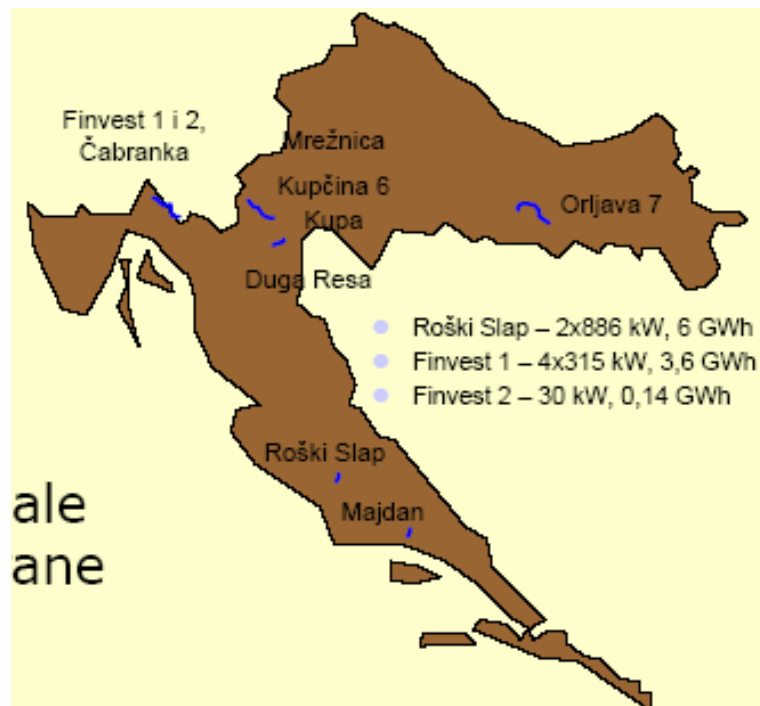 Finvest 1 i 2,
Čabranka
Mrežnica
Kupčina 6
Kupa
Orljava 7
Duga Resa
Roški Slap – 2x886 kW, 6 GWh
Finvest 1 – 4x315 kW, 3,6 GWh
Finvest 2 – 30 kW, 0,14 GWh
Roški Slap
Majdan
ale
ane